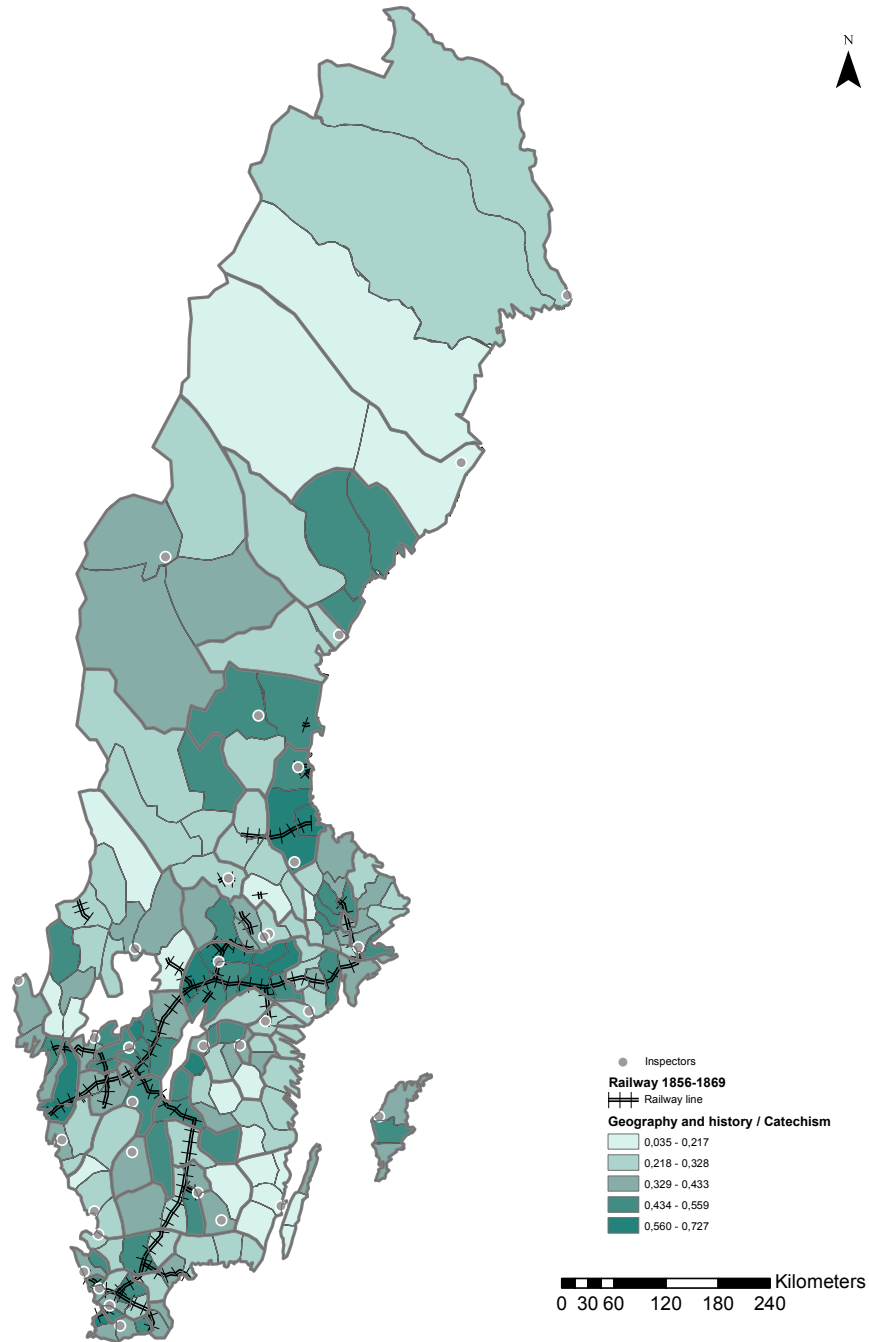 N
Inspectors
Railway 1856-1869
Railway line
Geography and history / Catechism
0,035 - 0,217
0,218 - 0,328
0,329 - 0,433
0,434 - 0,559
0,560 - 0,727
Kilometers
0 30 60 120 180 240